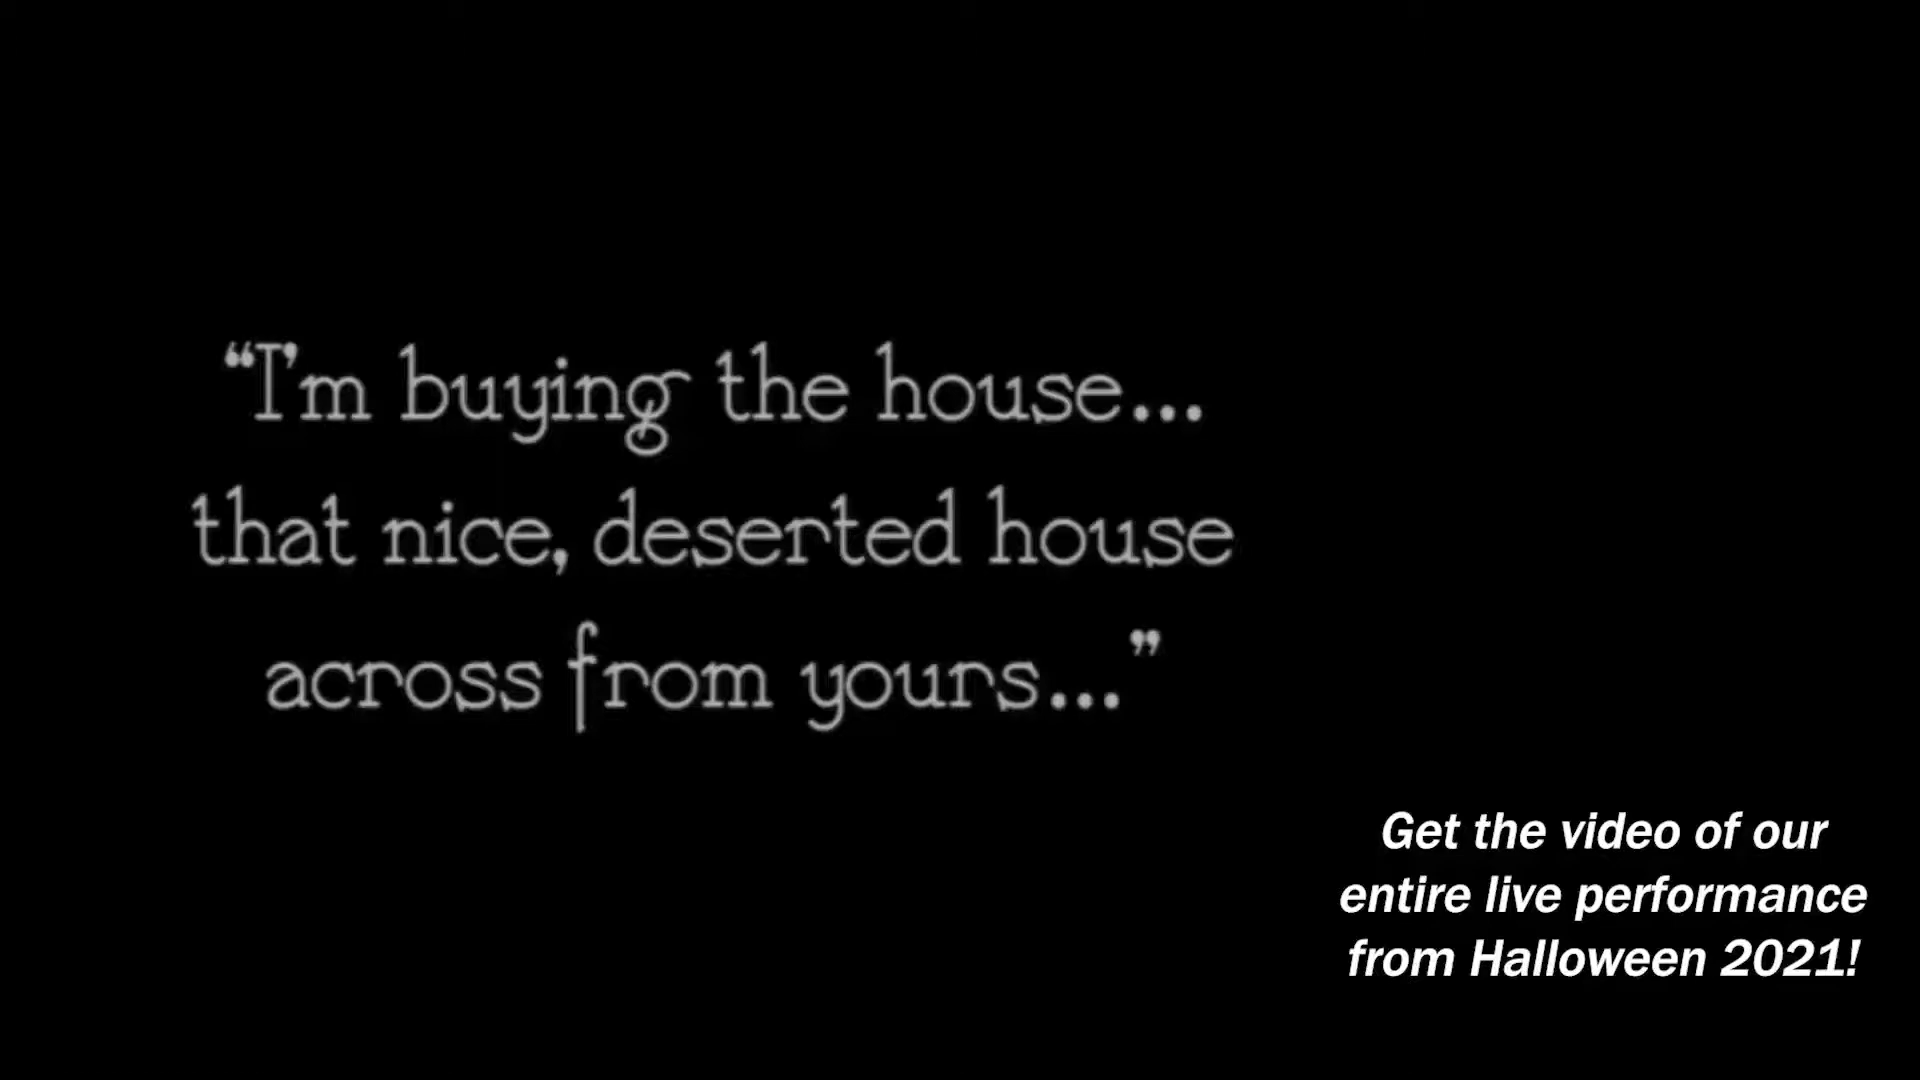 “I'm buying the house...
that nice, deserted house
across from yours...”
Get the video of our
entire live performance
from Halloween 2021!